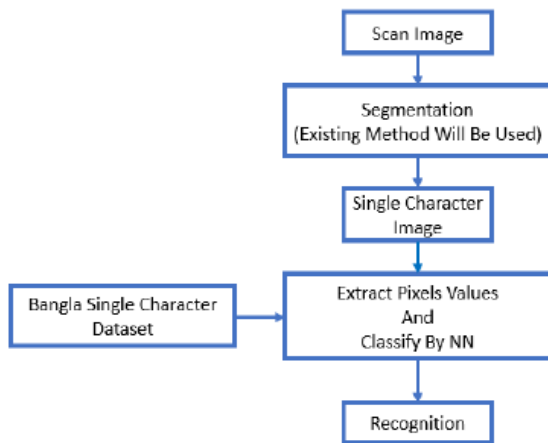 Scan Image
Segmentation
(Existing Method Will Be Used)
Single Character
Image
Bangla Single Character
Dataset
Extract Pixels Values
And
Classify By NN
Recognition